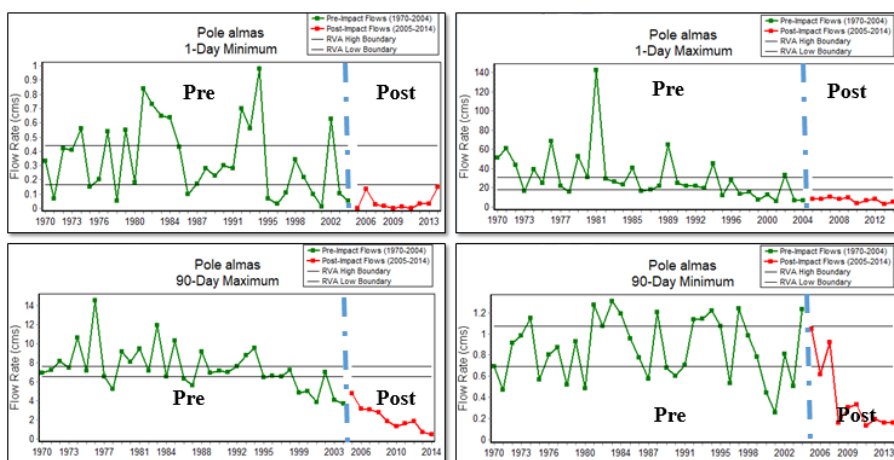 Pole almas
1-Day Minimum
Pre-Impact Flows (1970-2004)
Post-Impact Flows (2005-2014)
RVA High Boundary
RVA Low Boundary
Pre
Post
Flow Rate (cms)
1
0.9
0.8
0.7
0.6
0.5
0.4
0.3
0.2
0.1
0
1970 1973 1976 1981 1984 1987 1991 1995 1999 2002 2006 2013
Pole almas
1-Day Maximum
Pre-Impact Flows (1970-2004)
Post-Impact Flows (2005-2014)
RVA High Boundary
RVA Low Boundary
Pre
Post
Flow Rate (cms)
140
120
100
80
60
40
20
0
1970 1973 1977 1981 1985 1989 1993 1996 2000 2004 2008 2012
Pole almas
90-Day Maximum
Pre-Impact Flows (1970-2004)
Post-Impact Flows (2005-2014)
RVA High Boundary
RVA Low Boundary
Pre
Post
Flow Rate (cms)
14
12
10
8
6
4
2
0
1970 1973 1977 1981 1984 1988 1992 1995 1999 2003 2006 2010 2014
Pole almas
90-Day Minimum
Pre-Impact Flows (1970-2004)
Post-Impact Flows (2005-2014)
RVA High Boundary
RVA Low Boundary
Pre
Post
Flow Rate (cms)
1.2
1
0.8
0.6
0.4
0.2
0
1970 1973 1977 1980 1984 1988 1991 1995 1998 2002 2006 2009 2013